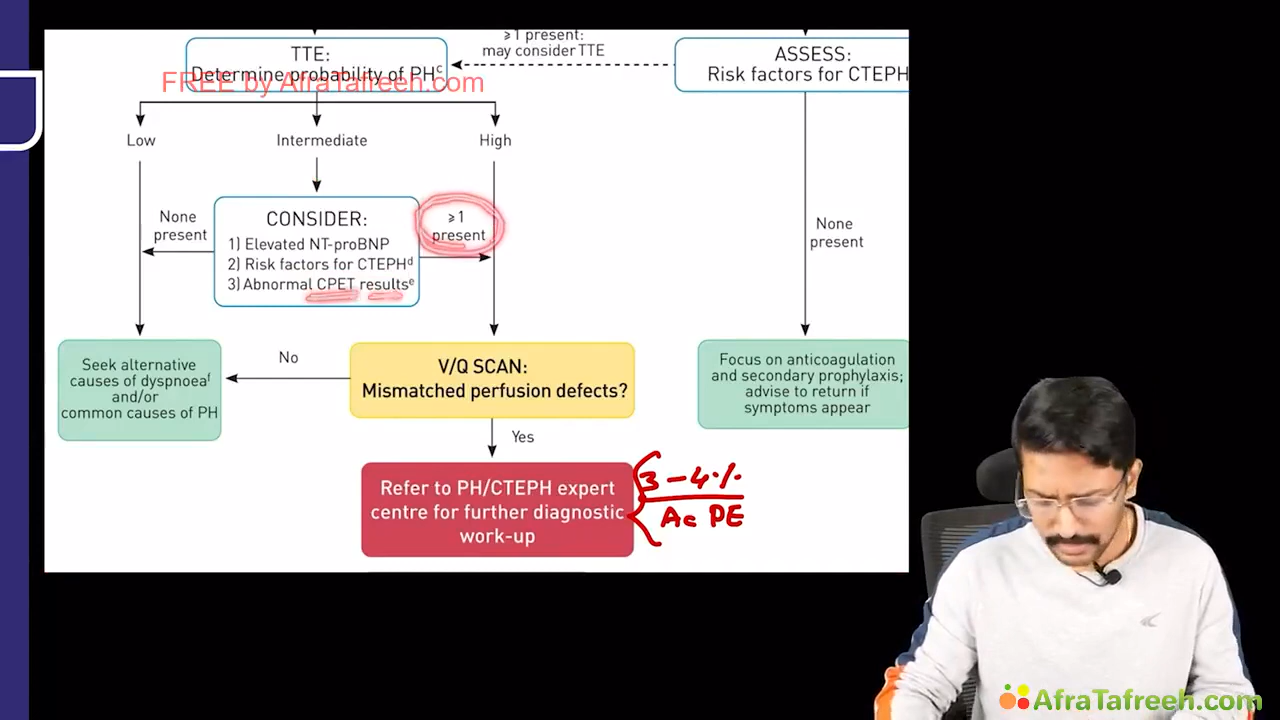 ≥1 present:
may consider TTE
TTE:
Determine probability of PHᶜ
FREE by AfraTafreeh.com
ASSESS:
Risk factors for CTEPH
Low
Intermediate
High
None
present
CONSIDER:
1) Elevated NT-proBNP
2) Risk factors for CTEPHᵈ
3) Abnormal CPET resultsᵉ
≥1
present
None
present
Seek alternative
causes of dyspnoeaᶠ
and/or
common causes of PH
No
V/Q SCAN:
Mismatched perfusion defects?
Focus on anticoagulation
and secondary prophylaxis;
advise to return if
symptoms appear
Yes
Refer to PH/CTEPH expert
centre for further diagnostic
work-up
3-4%
Ac PE
AfraTafreeh.com